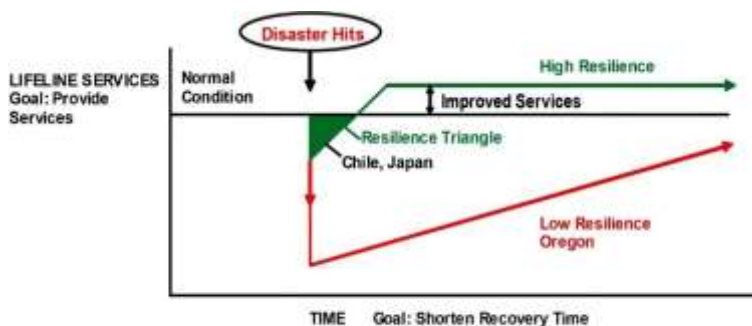 Disaster Hits
LIFELINE SERVICES
Goal: Provide
Services
Normal
Condition
High Resilience
Improved Services
Resilience Triangle
Chile, Japan
Low Resilience
Oregon
TIME Goal: Shorten Recovery Time